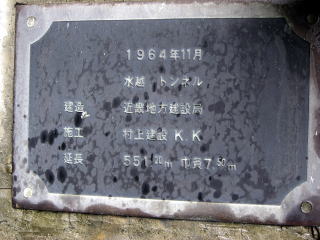 1964年11月
水越 トンネル
建造 近畿地方建設局
施工 村上建設 K.K
延長 551.20m 巾員7.50m